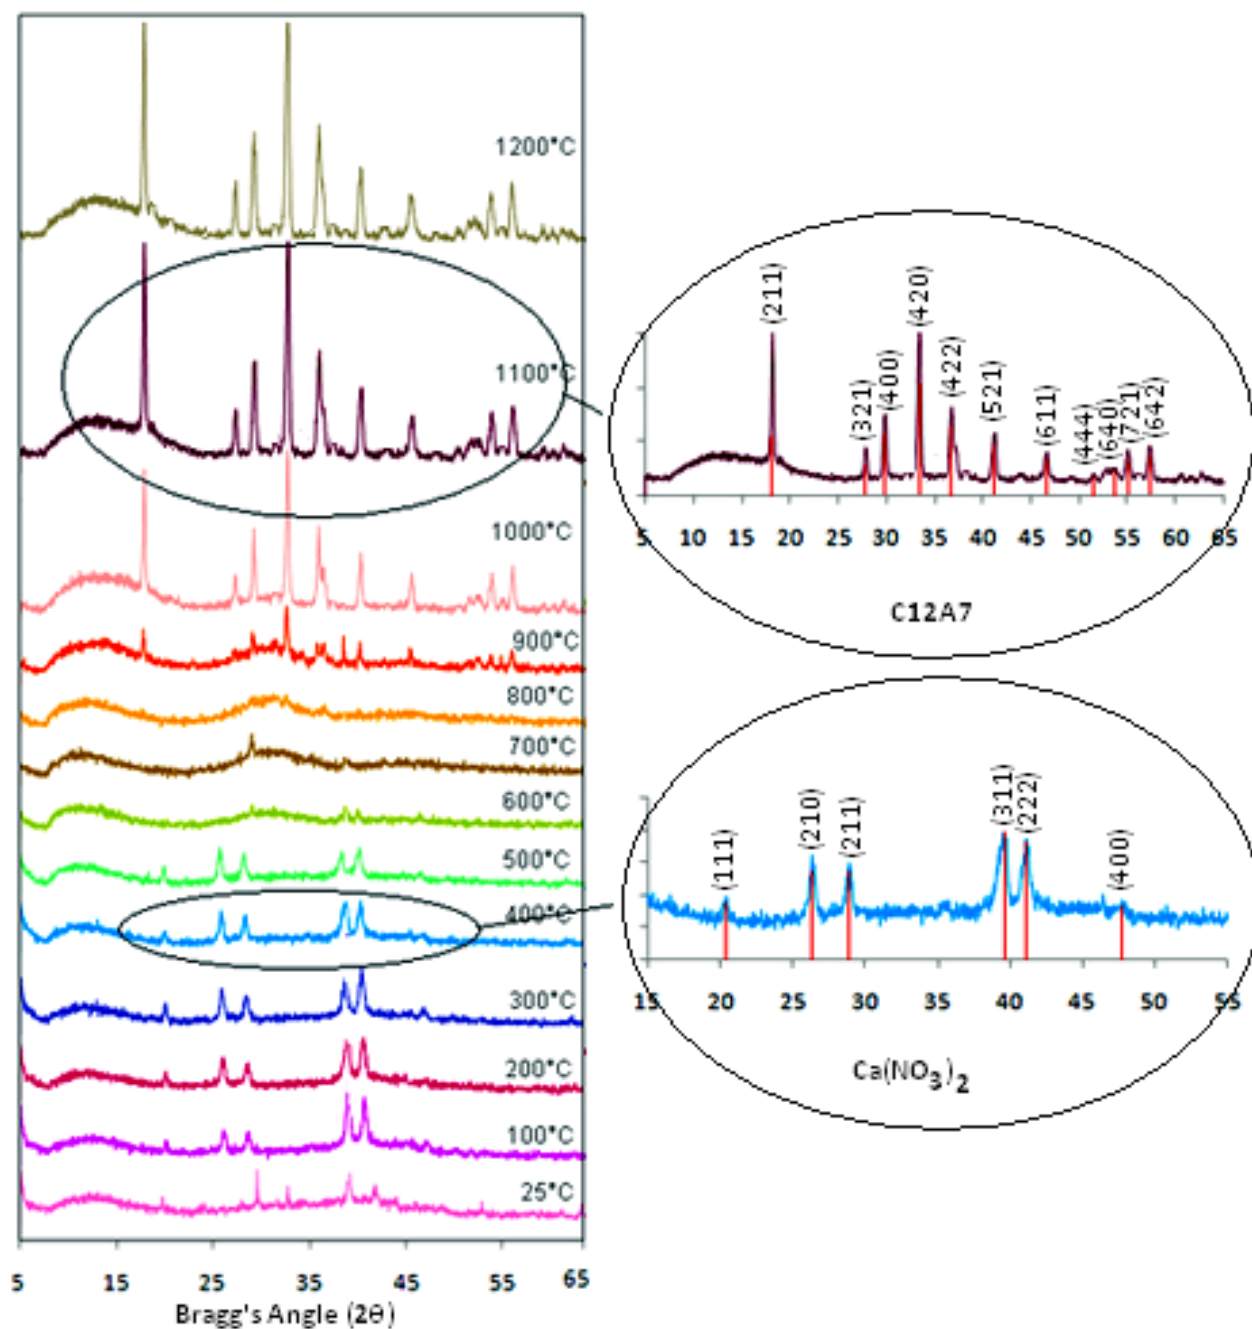 1200°C
1100°C
1000°C
900°C
800°C
700°C
600°C
500°C
400°C
300°C
200°C
100°C
25°C
5 15 25 35 45 55 65
Bragg's Angle (2θ)
(211)
(321)
(400)
(420)
(422)
(521)
(611)
(444)
(640)
(721)
(642)
5 10 15 20 25 30 35 40 45 50 55 60 65
C12A7
(111)
(210)
(211)
(311)
(222)
(400)
15 20 25 30 35 40 45 50 55
Ca(NO₃)₂